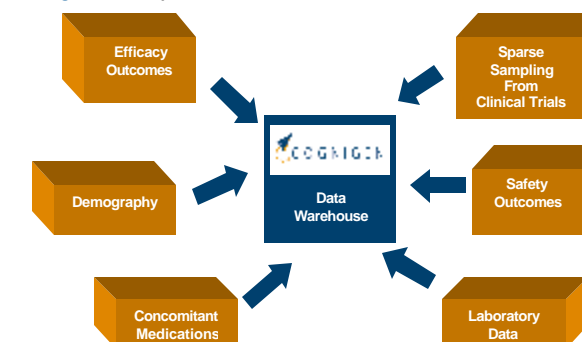 Efficacy
Outcomes
Sparse
Sampling
From
Clinical Trials
COGNIGEN
Data
Warehouse
Demography
Safety
Outcomes
Concomitant
Medications
Laboratory
Data